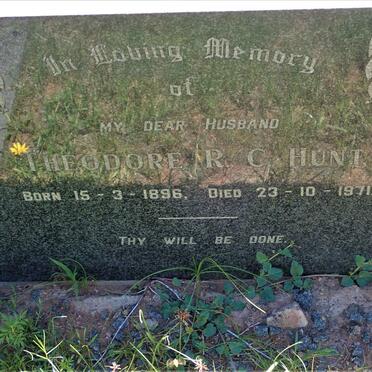 In Loving Memory
of
MY DEAR HUSBAND
THEODORE R. C. HUNT
BORN 15-3-1896. DIED 23-10-1971
THY WILL BE DONE.